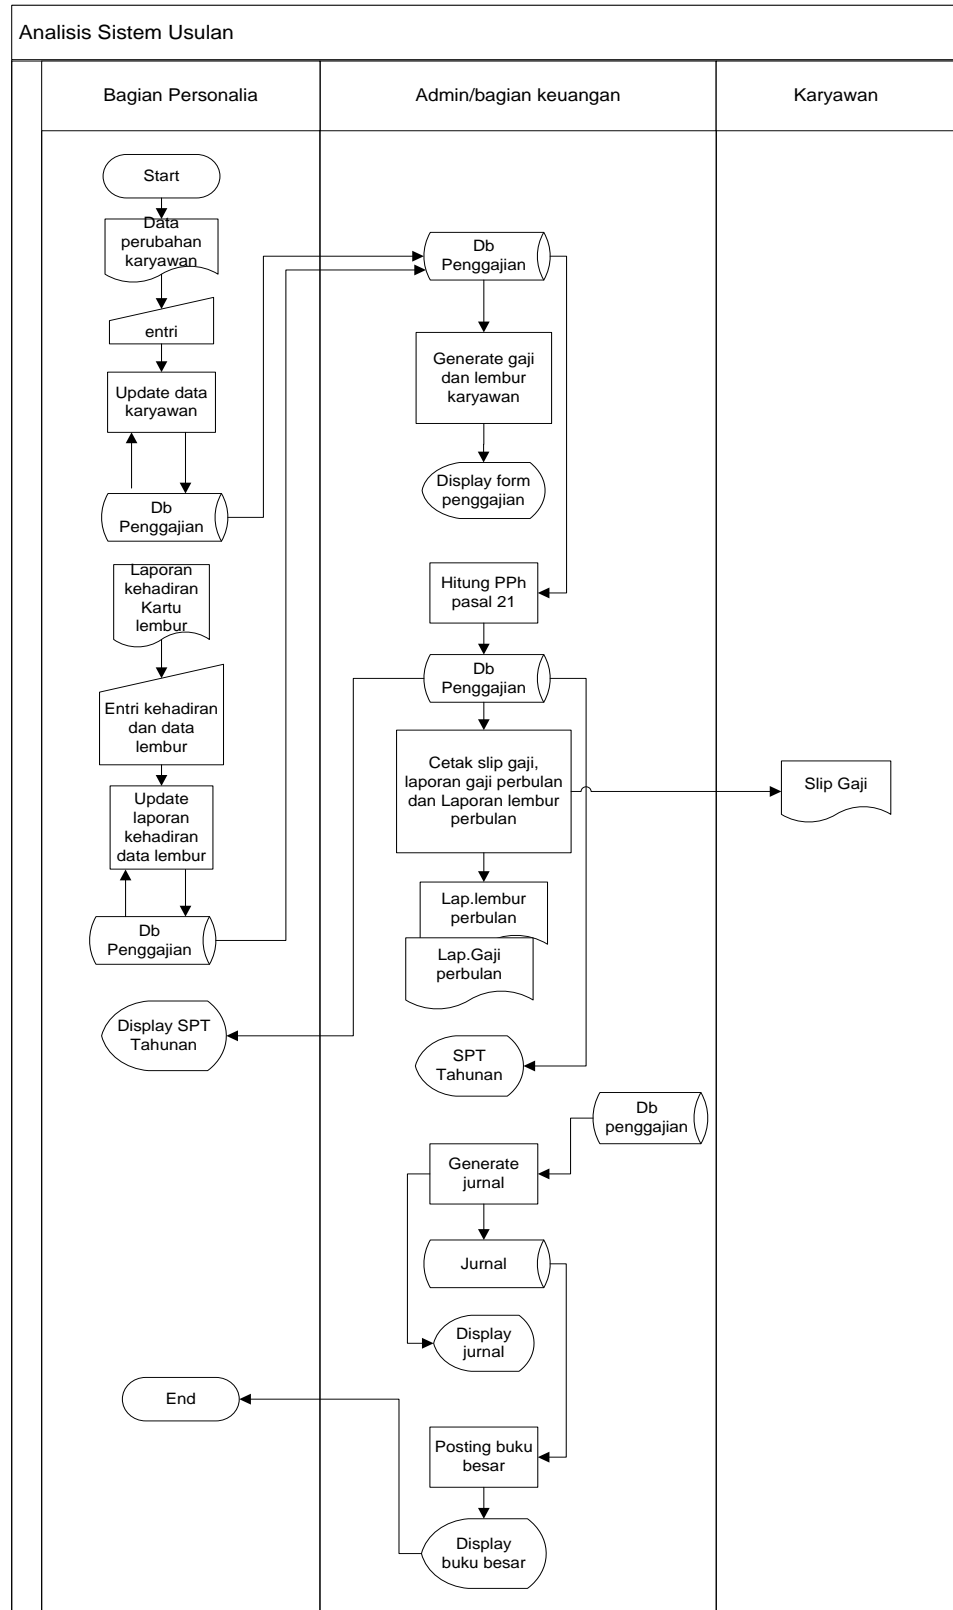 Analisis Sistem Usulan
Bagian Personalia
Admin/bagian keuangan
Karyawan
Start
Data
perubahan
karyawan
entri
Update data
karyawan
Db
Penggajian
Laporan
kehadiran
Kartu
lembur
Entri kehadiran
dan data
lembur
Update
laporan
kehadiran
data lembur
Db
Penggajian
Display SPT
Tahunan
End
Db
Penggajian
Generate gaji
dan lembur
karyawan
Display form
penggajian
Hitung PPh
pasal 21
Db
Penggajian
Cetak slip gaji,
laporan gaji perbulan
dan Laporan lembur
perbulan
Lap.lembur
perbulan
Lap.Gaji
perbulan
SPT
Tahunan
Db
penggajian
Generate
jurnal
Jurnal
Display
jurnal
Posting buku
besar
Display
buku besar
Slip Gaji